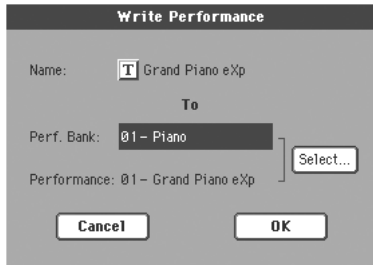 Write Performance
Name: T Grand Piano eXp
To
Perf. Bank: 01- Piano
Select...
Performance: 01- Grand Piano eXp
Cancel OK